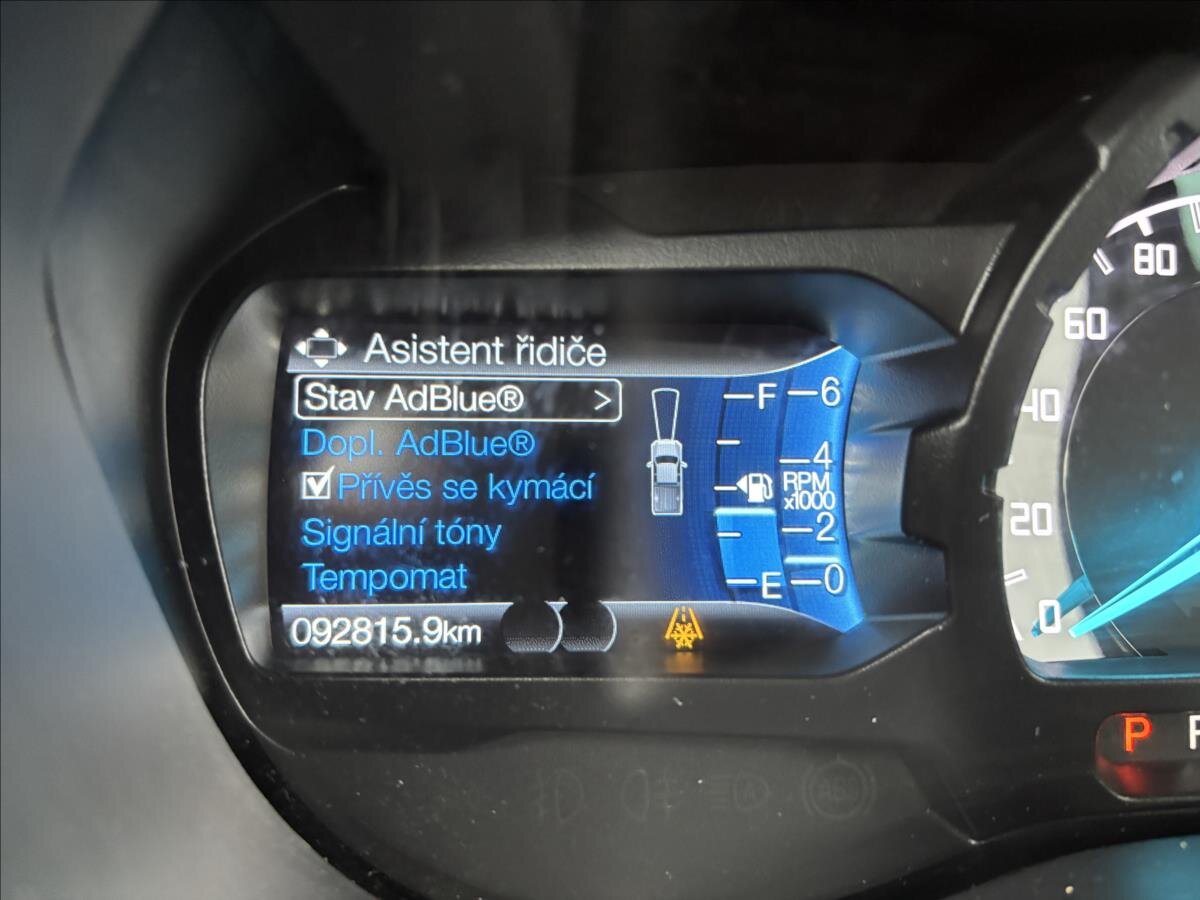 Asistent řidiče
Stav AdBlue® >
Dopl. AdBlue®
Přívěs se kymácí
Signální tóny
Tempomat
092815.9km
F
E
6
4
RPM
x1000
2
0
80
60
40
20
0
P